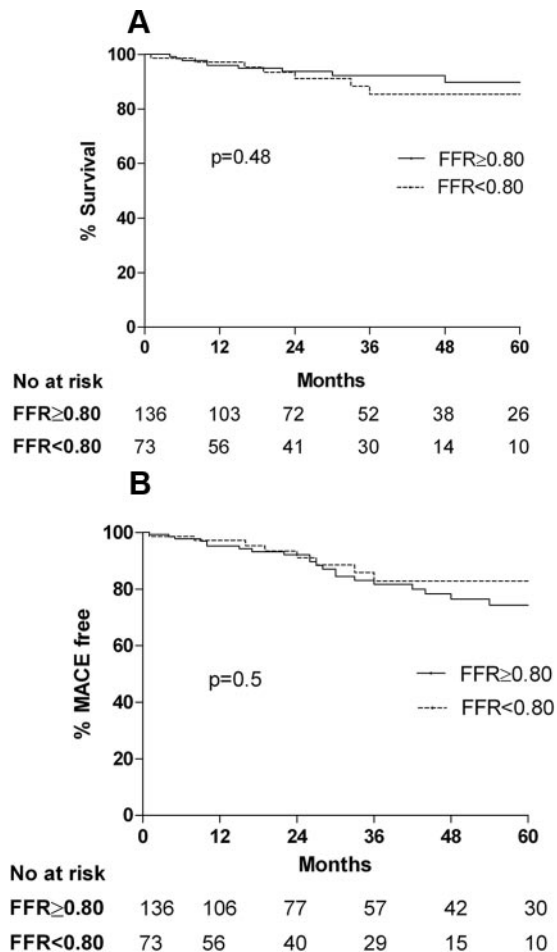 A
100
80
60
40
20
0
% Survival
p=0.48
FFR≥0.80
FFR<0.80
0 12 24 36 48 60
Months
No at risk
FFR≥0.80 136 103 72 52 38 26
FFR<0.80 73 56 41 30 14 10
B
100
80
60
40
20
0
% MACE free
p=0.5
FFR≥0.80
FFR<0.80
0 12 24 36 48 60
Months
No at risk
FFR≥0.80 136 106 77 57 42 30
FFR<0.80 73 56 40 29 15 10